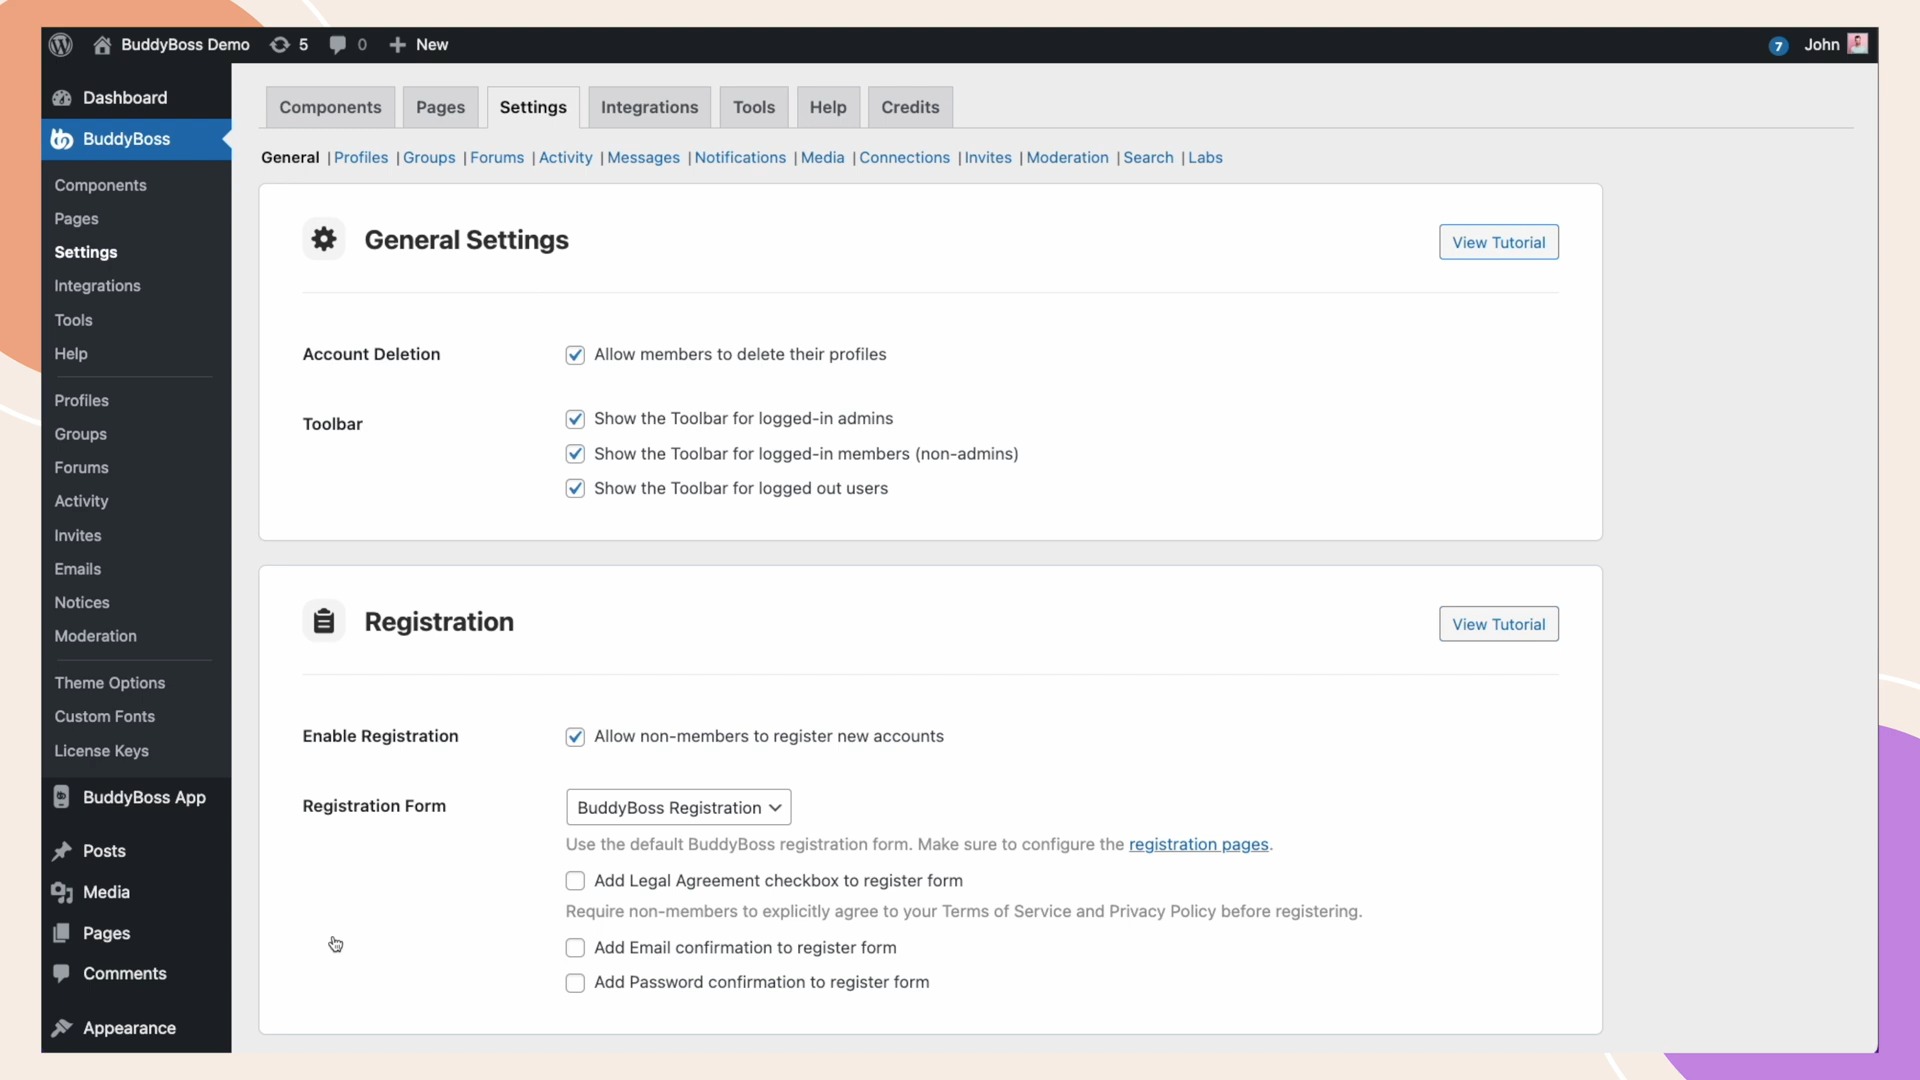 BuddyBoss Demo 5 0 New 7 John
Dashboard
BuddyBoss
Components
Pages
Settings
Integrations
Tools
Help
Profiles
Groups
Forums
Activity
Invites
Emails
Notices
Moderation
Theme Options
Custom Fonts
License Keys
BuddyBoss App
Posts
Media
Pages
Comments
Appearance
Components Pages Settings Integrations Tools Help Credits
General | Profiles | Groups | Forums | Activity | Messages | Notifications | Media | Connections | Invites | Moderation | Search | Labs
General Settings View Tutorial
Account Deletion Allow members to delete their profiles
Toolbar Show the Toolbar for logged-in admins
Show the Toolbar for logged-in members (non-admins)
Show the Toolbar for logged out users
Registration View Tutorial
Enable Registration Allow non-members to register new accounts
Registration Form BuddyBoss Registration
Use the default BuddyBoss registration form. Make sure to configure the registration pages.
Add Legal Agreement checkbox to register form
Require non-members to explicitly agree to your Terms of Service and Privacy Policy before registering.
Add Email confirmation to register form
Add Password confirmation to register form